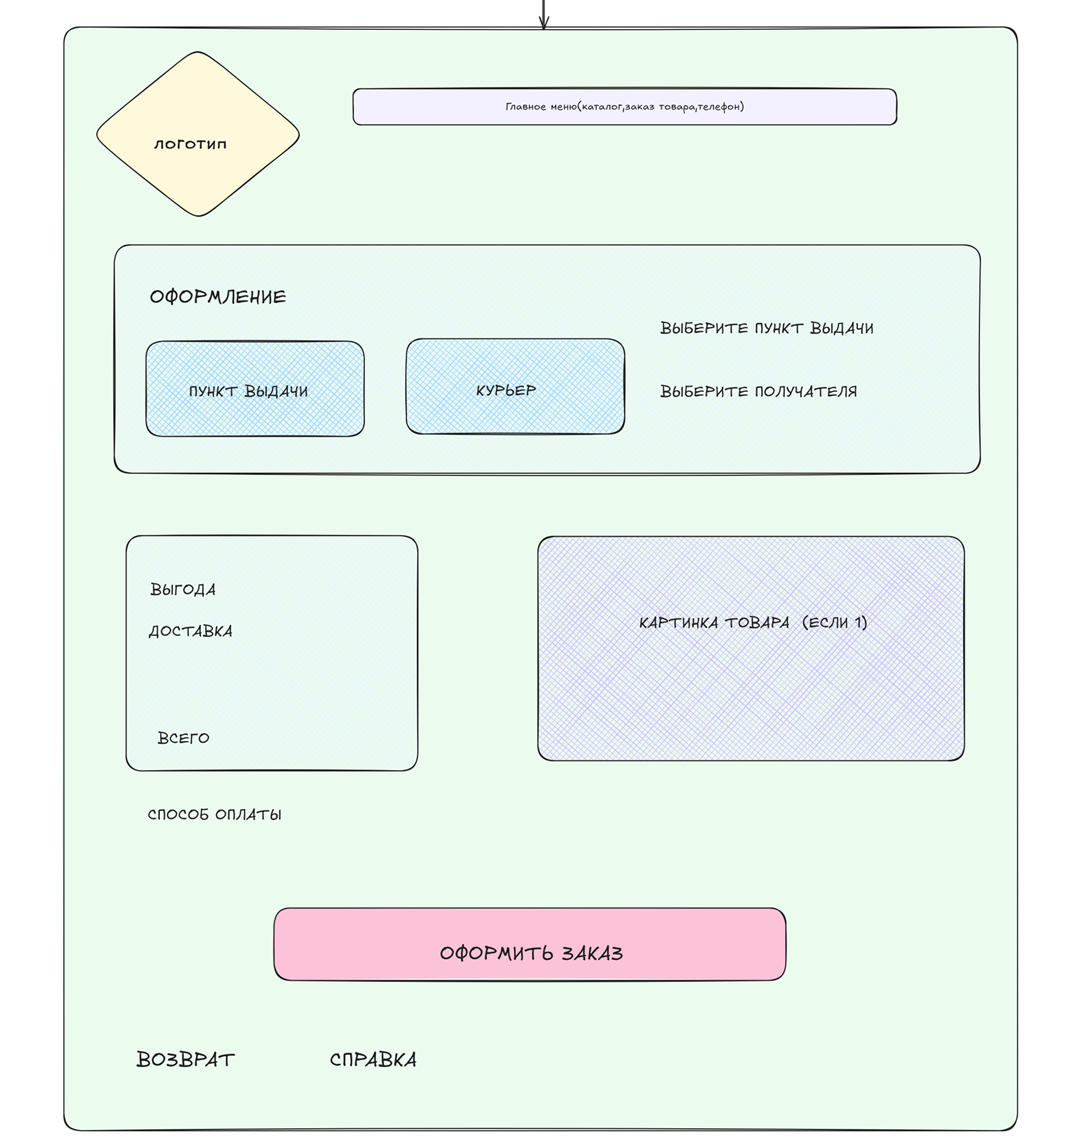 логотип
Главное меню(каталог,заказ товара,телефон)
ОФОРМЛЕНИЕ
ВЫБЕРИТЕ ПУНКТ ВЫДАЧИ
ПУНКТ ВЫДАЧИ
КУРЬЕР
ВЫБЕРИТЕ ПОЛУЧАТЕЛЯ
ВЫГОДА
КАРТИНКА ТОВАРА (ЕСЛИ 1)
ДОСТАВКА
ВСЕГО
СПОСОБ ОПЛАТЫ
ОФОРМИТЬ ЗАКАЗ
ВОЗВРАТ
СПРАВКА